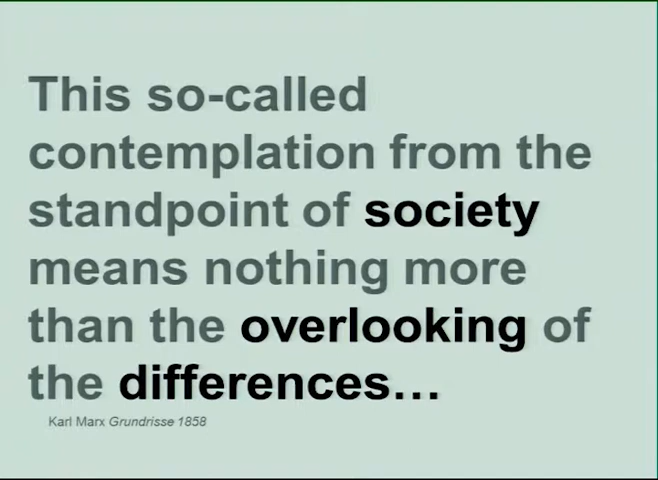 This so-called
contemplation from the
standpoint of society
means nothing more
than the overlooking of
the differences...
Karl Marx Grundrisse 1858